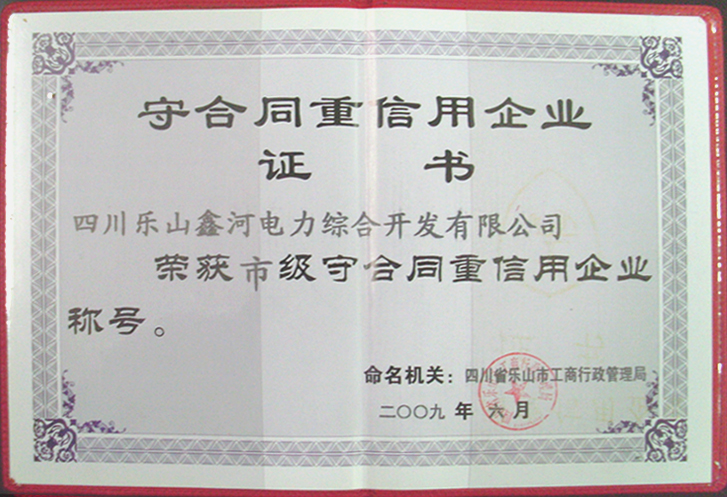 守合同重信用企业
证 书
四川乐山鑫河电力综合开发有限公司
荣获市级守合同重信用企业
称号。
命名机关：四川省乐山市工商行政管理局
二〇〇九 年 六 月